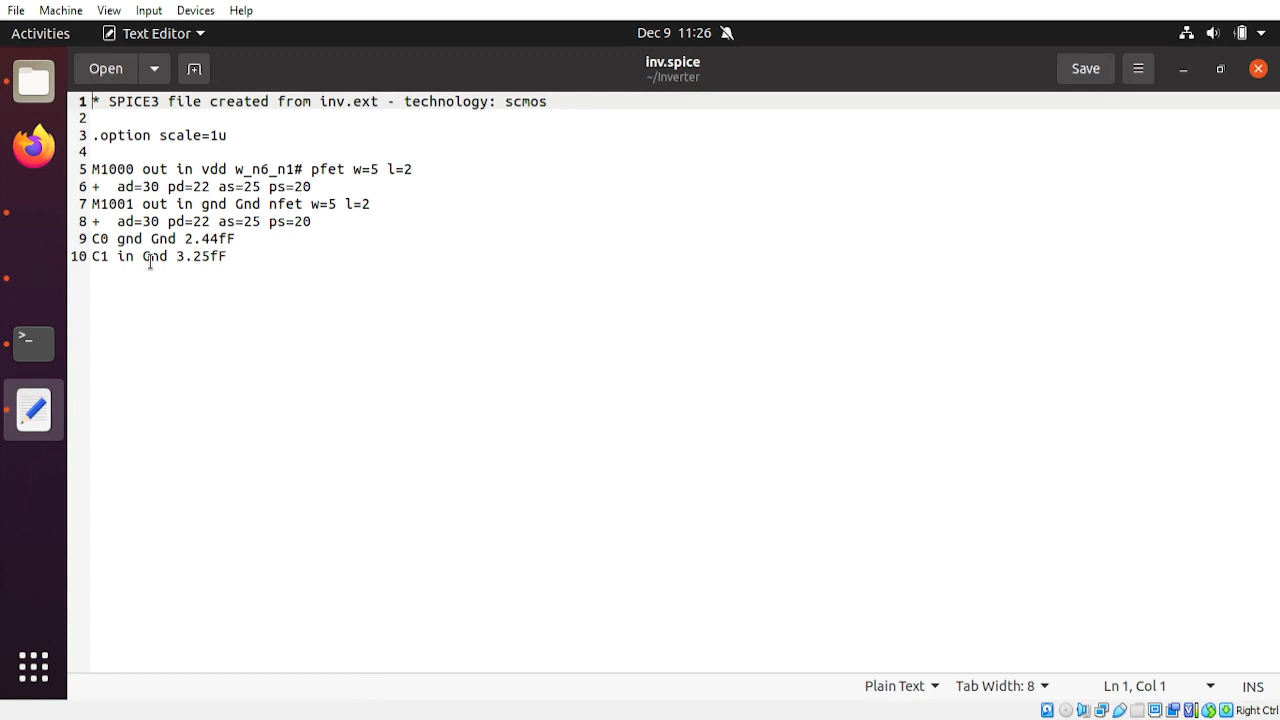 File Machine View Input Devices Help
Activities Text Editor Dec 9 11:26
Open inv.spice Save
~/Inverter
1 * SPICE3 file created from inv.ext - technology: scmos
2
3 .option scale=1u
4
5 M1000 out in vdd w_n6_n1# pfet w=5 l=2
6 +  ad=30 pd=22 as=25 ps=20
7 M1001 out in gnd Gnd nfet w=5 l=2
8 +  ad=30 pd=22 as=25 ps=20
9 C0 gnd Gnd 2.44fF
10 C1 in Gnd 3.25fF
Plain Text Tab Width: 8 Ln 1, Col 1 INS
Right Ctrl